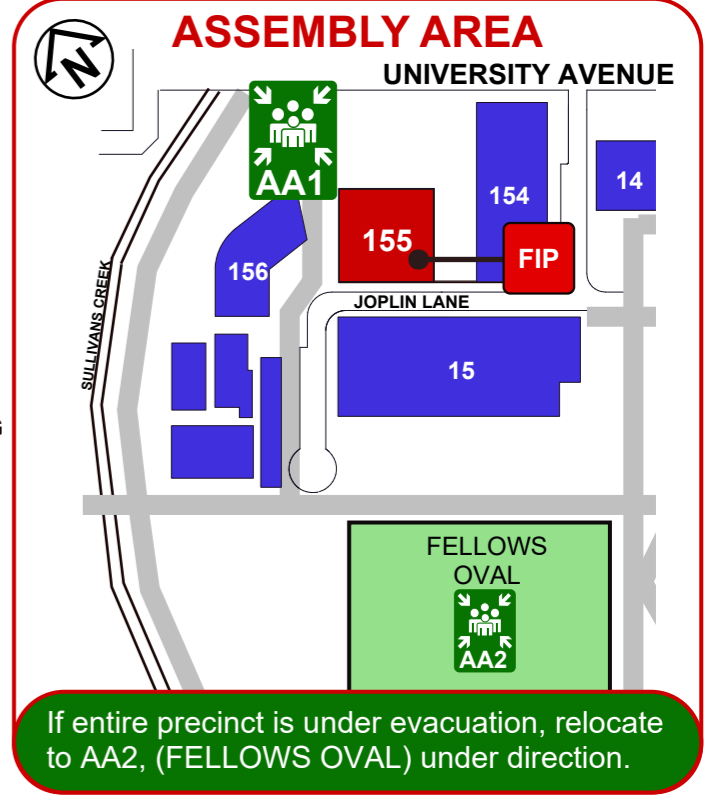 ASSEMBLY AREA
N
UNIVERSITY AVENUE
AA1
154
14
155
FIP
156
JOPLIN LANE
SULLIVANS CREEK
15
FELLOWS
OVAL
AA2
If entire precinct is under evacuation, relocate
to AA2, (FELLOWS OVAL) under direction.